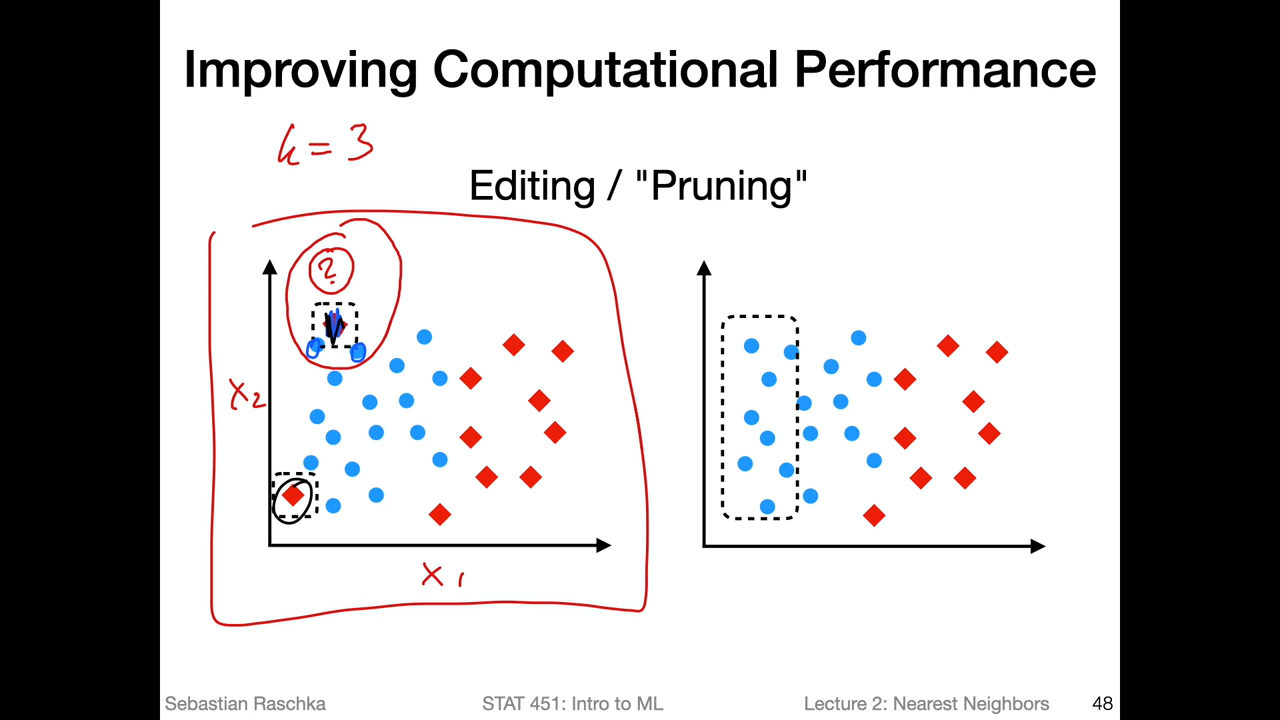 Improving Computational Performance
k = 3
Editing / "Pruning"
?
x2
x1
Sebastian Raschka
STAT 451: Intro to ML
Lecture 2: Nearest Neighbors
48